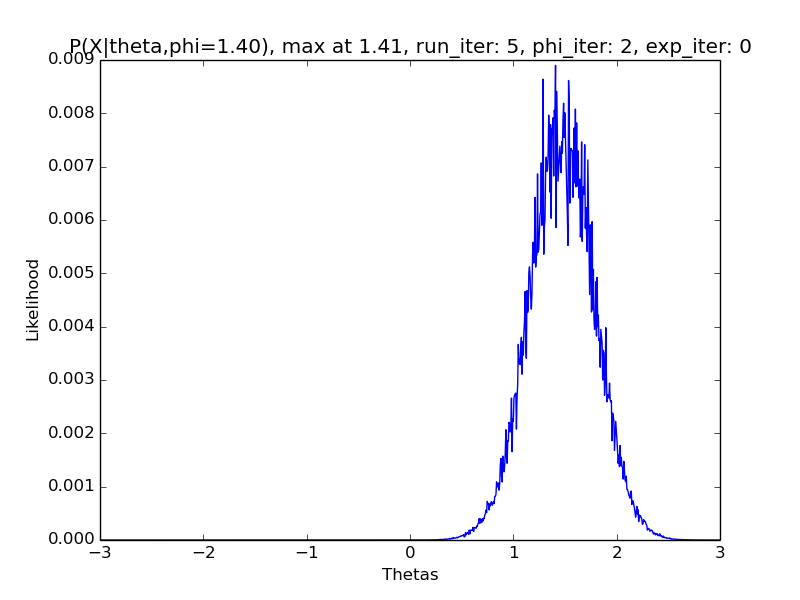 P(X|theta,phi=1.40), max at 1.41, run_iter: 5, phi_iter: 2, exp_iter: 0
0.009
0.008
0.007
0.006
0.005
0.004
0.003
0.002
0.001
0.000
Likelihood
−3 −2 −1 0 1 2 3
Thetas